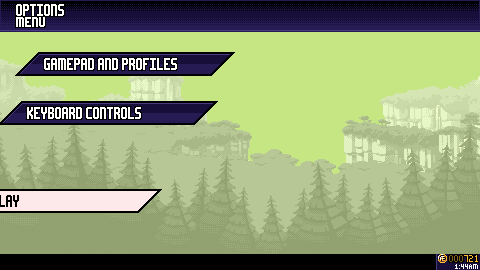 OPTIONS
MENU
GAMEPAD AND PROFILES
KEYBOARD CONTROLS
LAY
000721
1:44AM